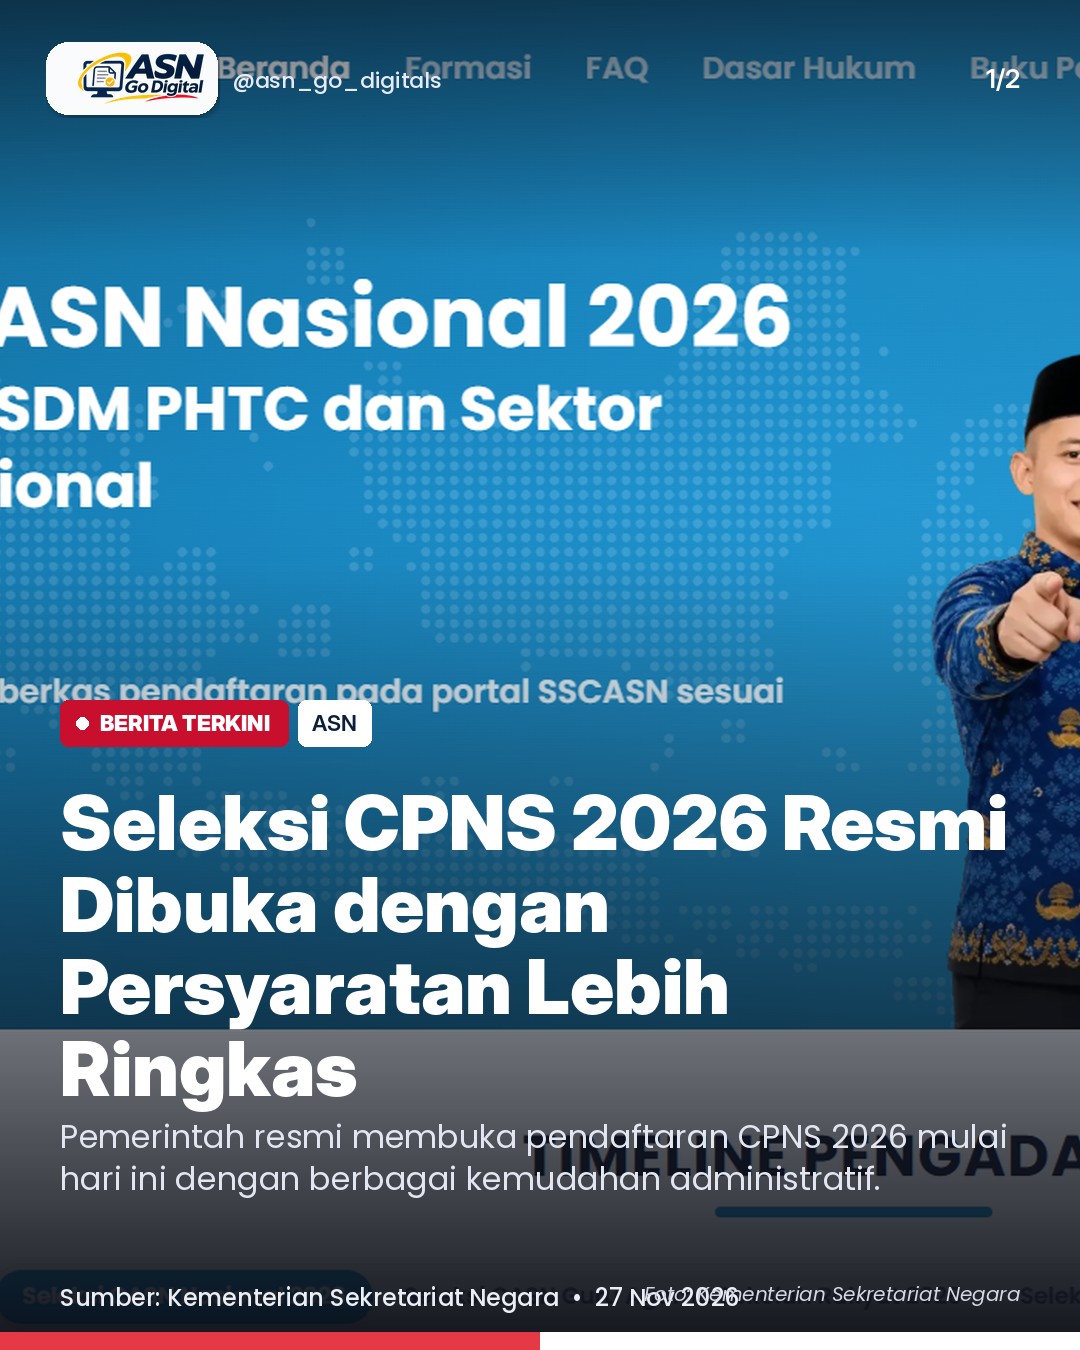 ASN
Go Digital
@asn_go_digitals
Beranda Formasi FAQ Dasar Hukum Buku Pe
1/2
ASN Nasional 2026
SDM PHTC dan Sektor
ional
berkas pendaftaran pada portal SSCASN sesuai
BERITA TERKINI
ASN
Seleksi CPNS 2026 Resmi
Dibuka dengan
Persyaratan Lebih
Ringkas
Pemerintah resmi membuka pendaftaran CPNS 2026 mulai
hari ini dengan berbagai kemudahan administratif.
TIMELINE PENGADA
Sumber: Kementerian Sekretariat Negara • 27 Nov 2026
Foto: Kementerian Sekretariat Negara